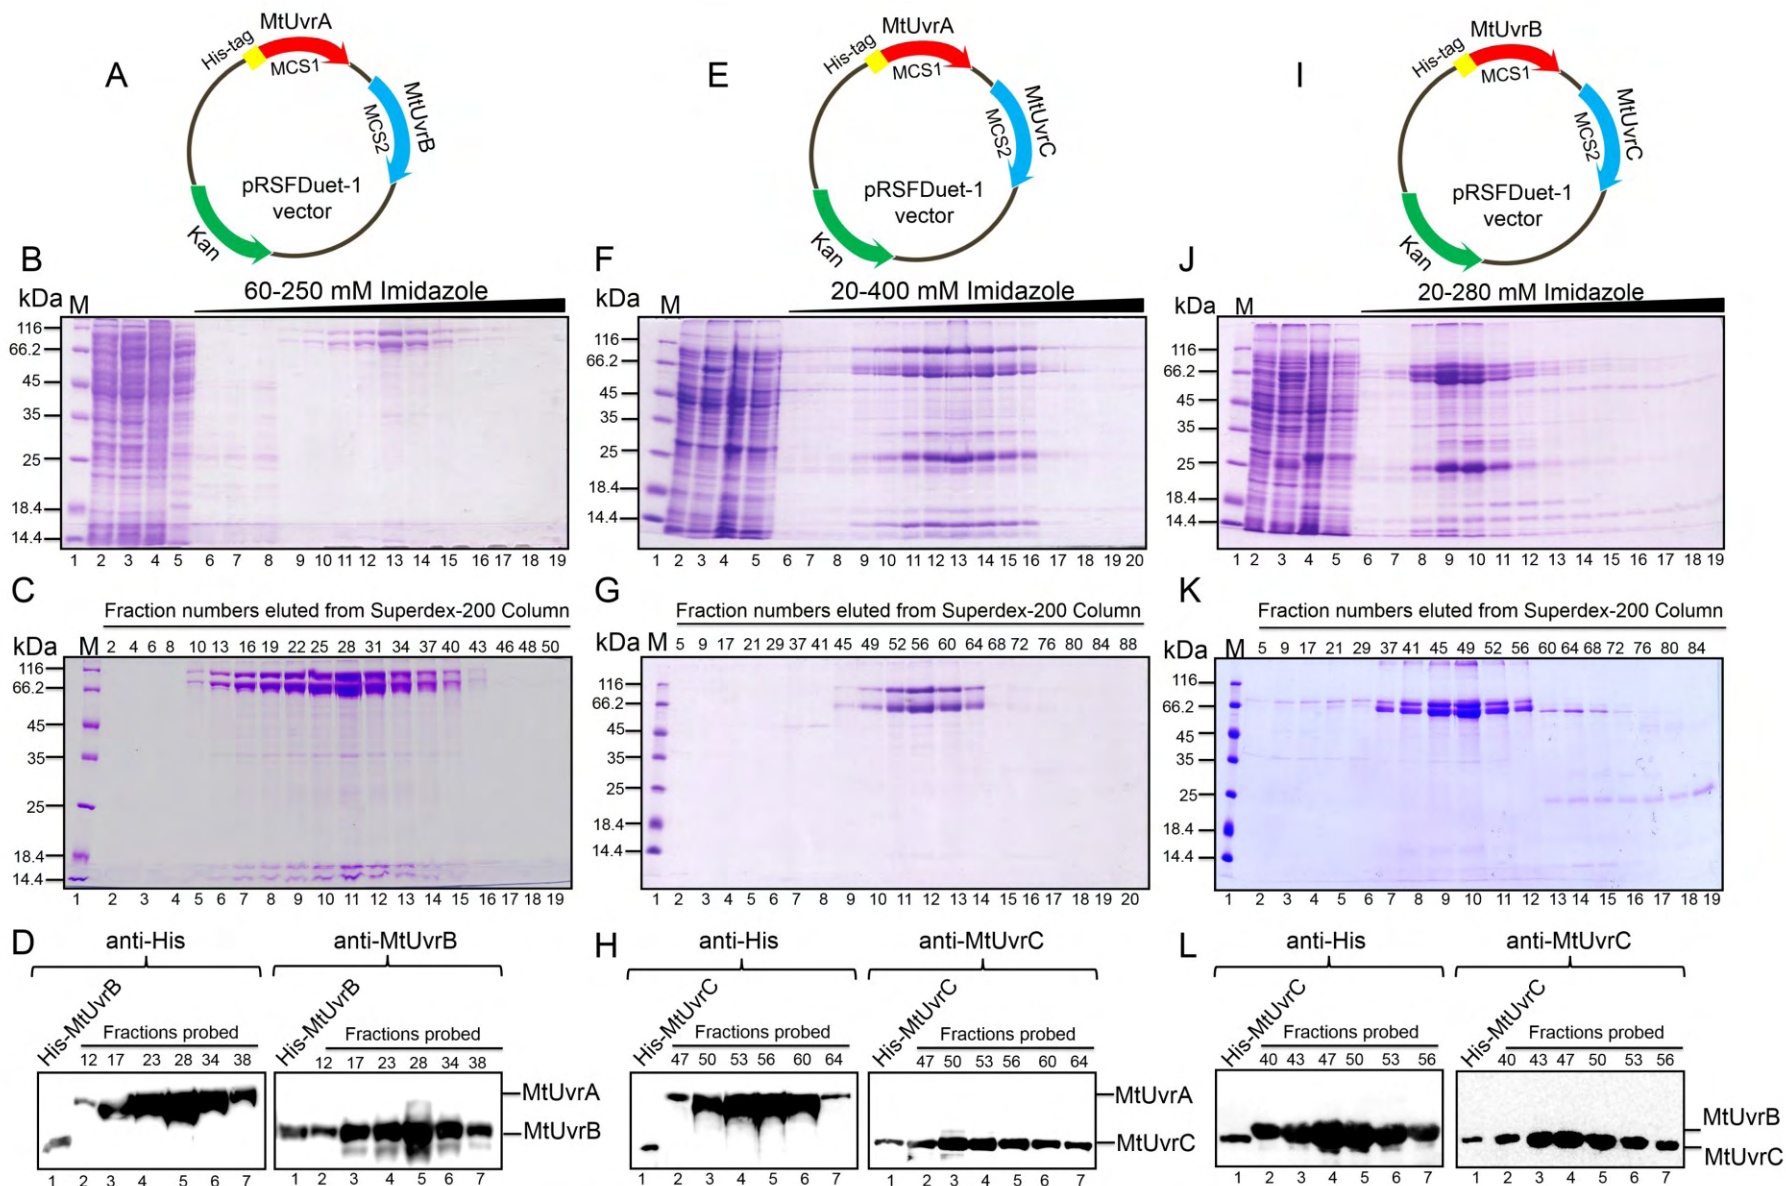 A
MtUvrA
His-tag
MCS1
MtUvrB
MCS2
pRSFDuet-1
vector
Kan
E
MtUvrA
His-tag
MCS1
MtUvrC
MCS2
pRSFDuet-1
vector
Kan
I
MtUvrB
His-tag
MCS1
MtUvrC
MCS2
pRSFDuet-1
vector
Kan
B
kDa M 60-250 mM Imidazole
116
66.2
45
35
25
18.4
14.4
1 2 3 4 5 6 7 8 9 10 11 12 13 14 15 16 17 18 19
F
kDa M 20-400 mM Imidazole
116
66.2
45
35
25
18.4
14.4
1 2 3 4 5 6 7 8 9 10 11 12 13 14 15 16 17 18 19 20
J
kDa M 20-280 mM Imidazole
116
66.2
45
35
25
18.4
14.4
1 2 3 4 5 6 7 8 9 10 11 12 13 14 15 16 17 18 19
C
Fraction numbers eluted from Superdex-200 Column
kDa M 2 4 6 8 10 13 16 19 22 25 28 31 34 37 40 43 46 48 50
116
66.2
45
35
25
18.4
14.4
1 2 3 4 5 6 7 8 9 10 11 12 13 14 15 16 17 18 19
G
Fraction numbers eluted from Superdex-200 Column
kDa M 5 9 17 21 29 37 41 45 49 52 56 60 64 68 72 76 80 84 88
116
66.2
45
35
25
18.4
14.4
1 2 3 4 5 6 7 8 9 10 11 12 13 14 15 16 17 18 19 20
K
Fraction numbers eluted from Superdex-200 Column
kDa M 5 9 17 21 29 37 41 45 49 52 56 60 64 68 72 76 80 84
116
66.2
45
35
25
18.4
14.4
1 2 3 4 5 6 7 8 9 10 11 12 13 14 15 16 17 18 19
D
anti-His
His-MtUvrB
Fractions probed
12 17 23 28 34 38
1 2 3 4 5 6 7
anti-MtUvrB
His-MtUvrB
Fractions probed
12 17 23 28 34 38
MtUvrA
MtUvrB
1 2 3 4 5 6 7
H
anti-His
His-MtUvrC
Fractions probed
47 50 53 56 60 64
1 2 3 4 5 6 7
anti-MtUvrC
His-MtUvrC
Fractions probed
47 50 53 56 60 64
MtUvrA
MtUvrC
1 2 3 4 5 6 7
L
anti-His
His-MtUvrC
Fractions probed
40 43 47 50 53 56
1 2 3 4 5 6 7
anti-MtUvrC
His-MtUvrC
Fractions probed
40 43 47 50 53 56
MtUvrB
MtUvrC
1 2 3 4 5 6 7